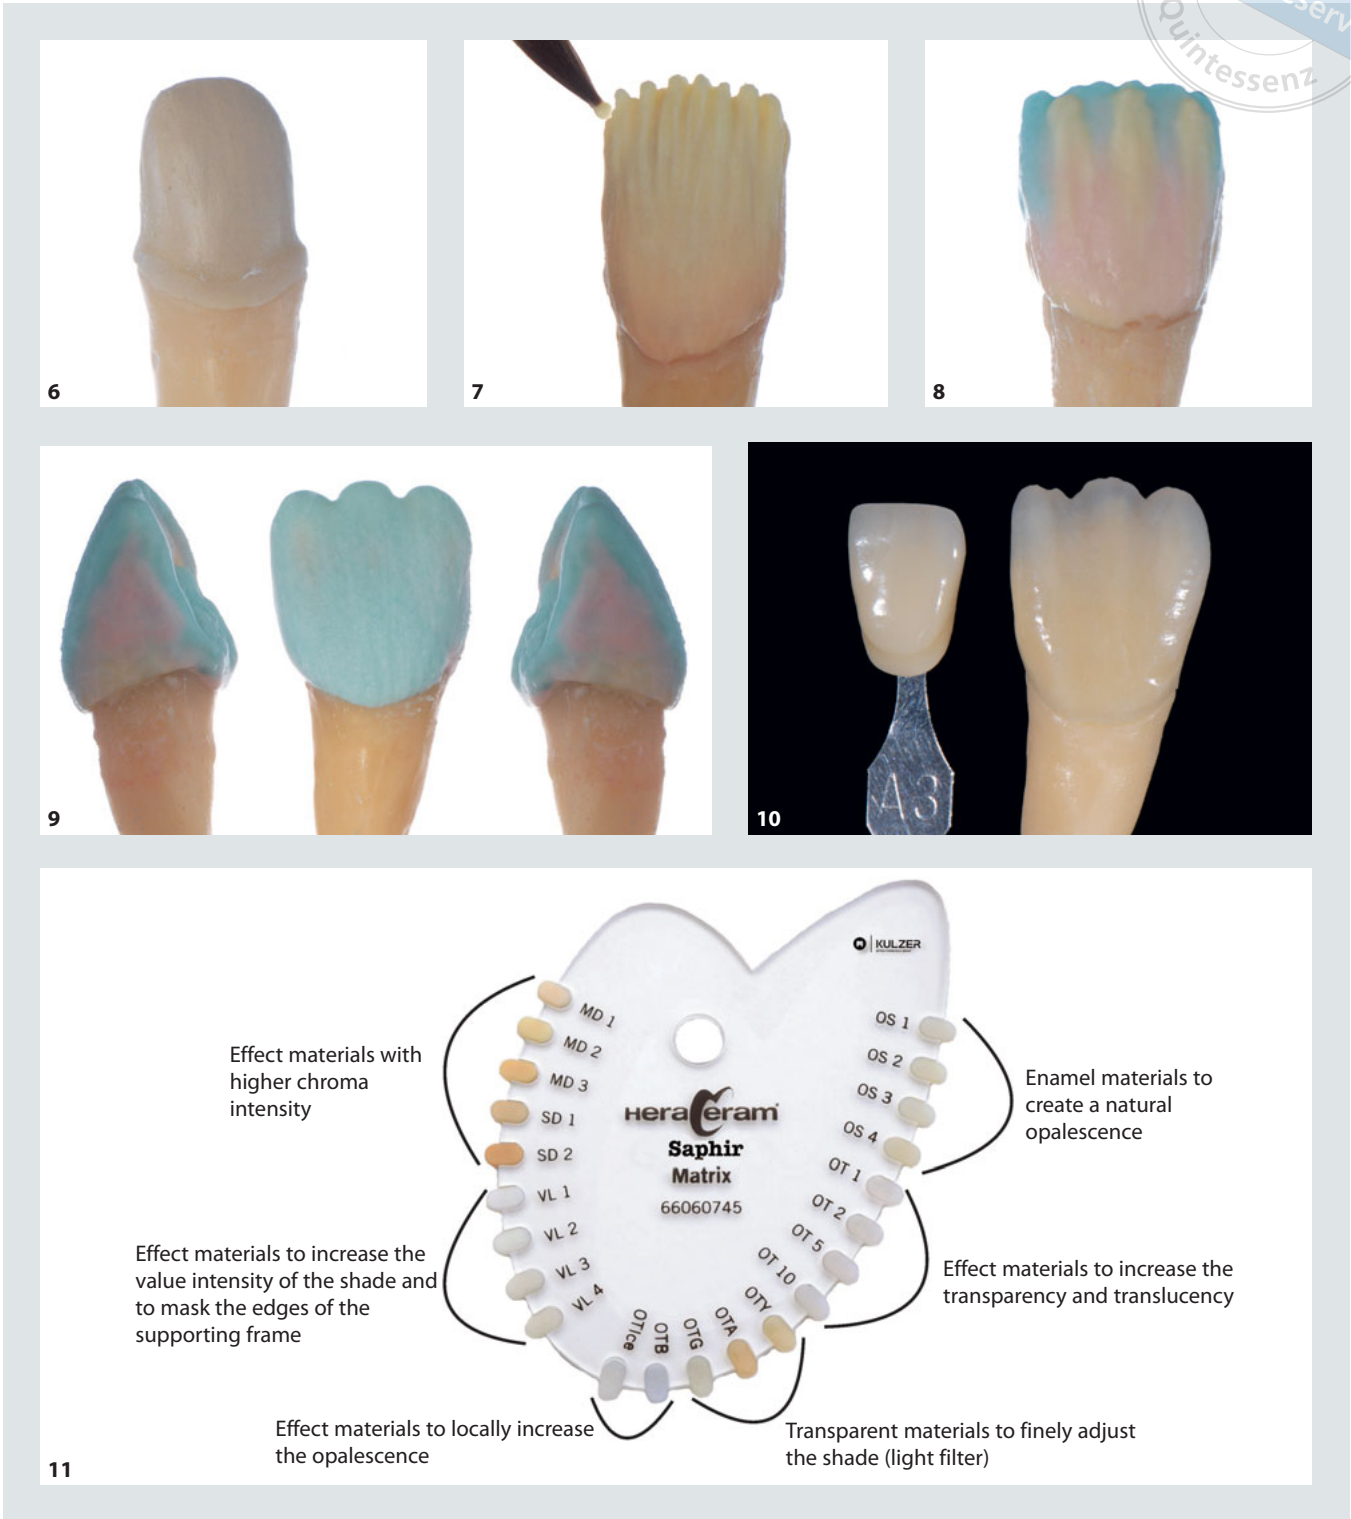 eserv
Quintessenz
6
7
8
9
A3
10
KULZER
MD 1
MD 2
MD 3
SD 1
SD 2
VL 1
VL 2
VL 3
VL 4
OTIce
OTB
OTG
OTA
OTY
OT 10
OT 5
OT 2
OT 1
OS 4
OS 3
OS 2
OS 1
HeraCeram
Saphir
Matrix
66060745
Effect materials with
higher chroma
intensity
Effect materials to increase the
value intensity of the shade and
to mask the edges of the
supporting frame
Effect materials to locally increase
the opalescence
Enamel materials to
create a natural
opalescence
Effect materials to increase the
transparency and translucency
Transparent materials to finely adjust
the shade (light filter)
11